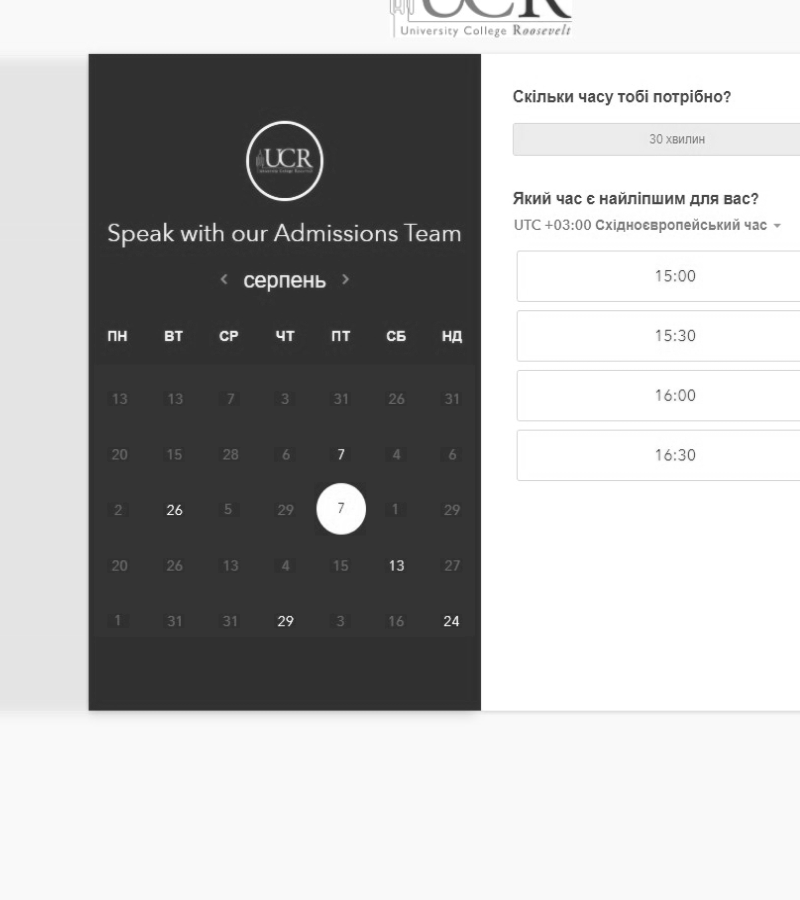 UCR
University College Roosevelt
UCR
Speak with our Admissions Team
< серпень >
ПН ВТ СР ЧТ ПТ СБ НД
13 13 7 3 31 26 31
20 15 28 6 7 4 6
2 26 5 29 7 1 29
20 26 13 4 15 13 27
1 31 31 29 3 16 24
Скільки часу тобі потрібно?
30 хвилин
Який час є найліпшим для вас?
UTC +03:00 Східноєвропейський час
15:00
15:30
16:00
16:30